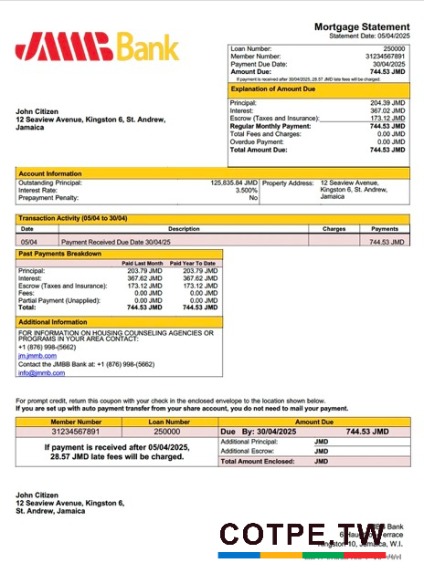 JMMB Bank
Mortgage Statement
Statement Date: 05/04/2025
Loan Number: 250000
Member Number: 31234567891
Payment Due Date: 30/04/2025
Amount Due: 744.53 JMD
If payment is received after 30/04/2025, 28.57 JMD late fees will be charged.
Explanation of Amount Due
Principal: 204.39 JMD
Interest: 367.02 JMD
Escrow (Taxes and Insurance): 173.12 JMD
Regular Monthly Payment: 744.53 JMD
Total Fees and Charges: 0.00 JMD
Overdue Payment: 0.00 JMD
Total Amount Due: 744.53 JMD
John Citizen
12 Seaview Avenue, Kingston 6, St. Andrew,
Jamaica
Account Information
Outstanding Principal: 125,635.84 JMD Property Address: 12 Seaview Avenue,
Interest Rate: 3.500% Kingston 6, St. Andrew,
Prepayment Penalty: No Jamaica
Transaction Activity (05/04 to 30/04)
Date Description Charges Payments
05/04 Payment Received Due Date 30/04/25 744.53 JMD
Past Payments Breakdown
Paid Last Month Paid Year To Date
Principal: 203.79 JMD 203.79 JMD
Interest: 367.62 JMD 367.62 JMD
Escrow (Taxes and Insurance): 173.12 JMD 173.12 JMD
Fees: 0.00 JMD 0.00 JMD
Partial Payment (Unapplied): 0.00 JMD 0.00 JMD
Total: 744.53 JMD 744.53 JMD
Additional Information
FOR INFORMATION ON HOUSING COUNSELING AGENCIES OR
PROGRAMS IN YOUR AREA CONTACT:
+1 (876) 998-(5662)
jm.jmmb.com
Contact the JMBB Bank at: +1 (876) 998-(5662)
info@jmmb.com
For prompt credit, return this coupon with your check in the enclosed envelope to the location shown below.
If you are set up with auto payment transfer from your share account, you do not need to mail your payment.
Member Number Loan Number Amount Due
31234567891 250000 Due By: 30/04/2025 744.53 JMD
If payment is received after 05/04/2025,
28.57 JMD late fees will be charged.
Additional Principal: JMD
Additional Escrow: JMD
Total Amount Enclosed: JMD
John Citizen
12 Seaview Avenue, Kingston 6,
St. Andrew, Jamaica
Bank
6 Haughton Terrace
Kingston 10, Jamaica, W.I.
COTPE.TW